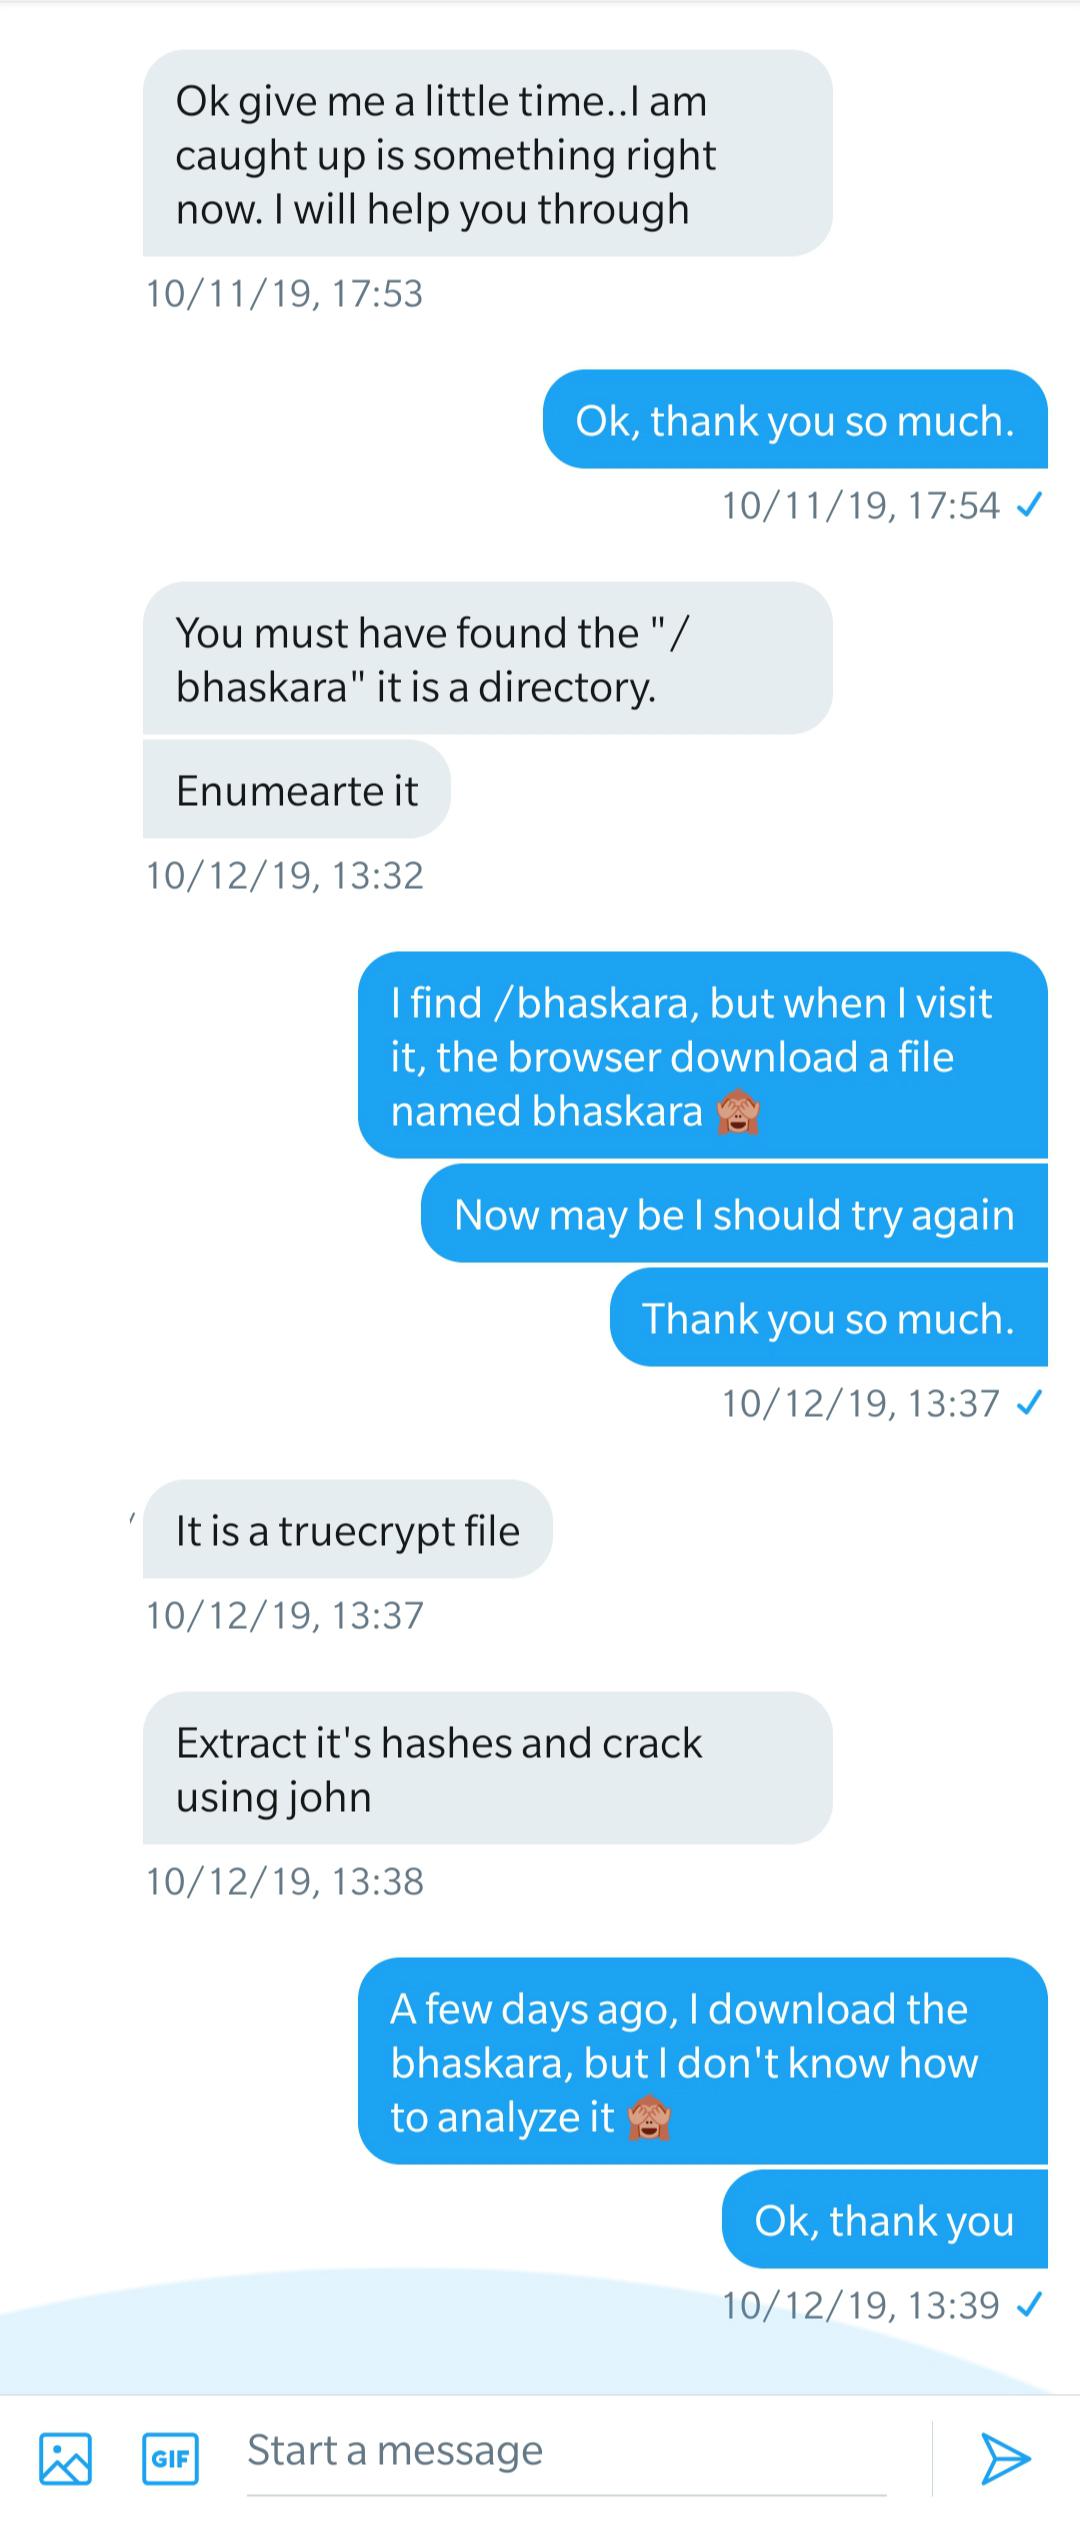 Ok give me a little time..I am
caught up is something right
now. I will help you through
10/11/19, 17:53
Ok, thank you so much.
10/11/19, 17:54 ✓
You must have found the "/
bhaskara" it is a directory.
Enumearte it
10/12/19, 13:32
I find /bhaskara, but when I visit
it, the browser download a file
named bhaskara 🙈
Now may be I should try again
Thank you so much.
10/12/19, 13:37 ✓
It is a truecrypt file
10/12/19, 13:37
Extract it's hashes and crack
using john
10/12/19, 13:38
A few days ago, I download the
bhaskara, but I don't know how
to analyze it 🙈
Ok, thank you
10/12/19, 13:39 ✓
GIF
Start a message